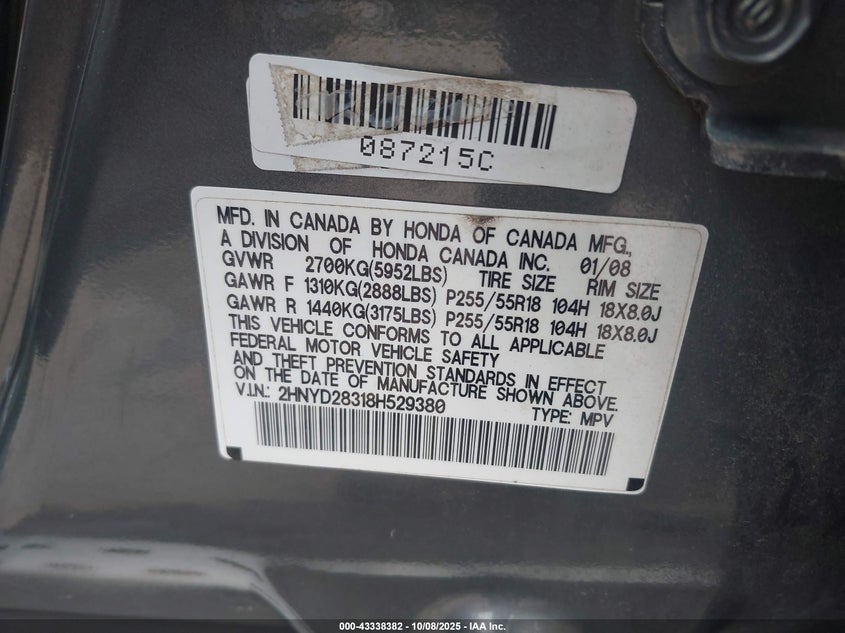 087215C
MFD. IN CANADA BY HONDA OF CANADA MFG.,
A DIVISION OF HONDA CANADA INC. 01/08
GVWR 2700KG(5952LBS) TIRE SIZE RIM SIZE
GAWR F 1310KG(2888LBS) P255/55R18 104H 18X8.0J
GAWR R 1440KG(3175LBS) P255/55R18 104H 18X8.0J
THIS VEHICLE CONFORMS TO ALL APPLICABLE
FEDERAL MOTOR VEHICLE SAFETY
AND THEFT PREVENTION STANDARDS IN EFFECT
ON THE DATE OF MANUFACTURE SHOWN ABOVE.
V.I.N.: 2HNYD28318H529380 TYPE: MPV
000-43338382 - 10/08/2025 - IAA Inc.